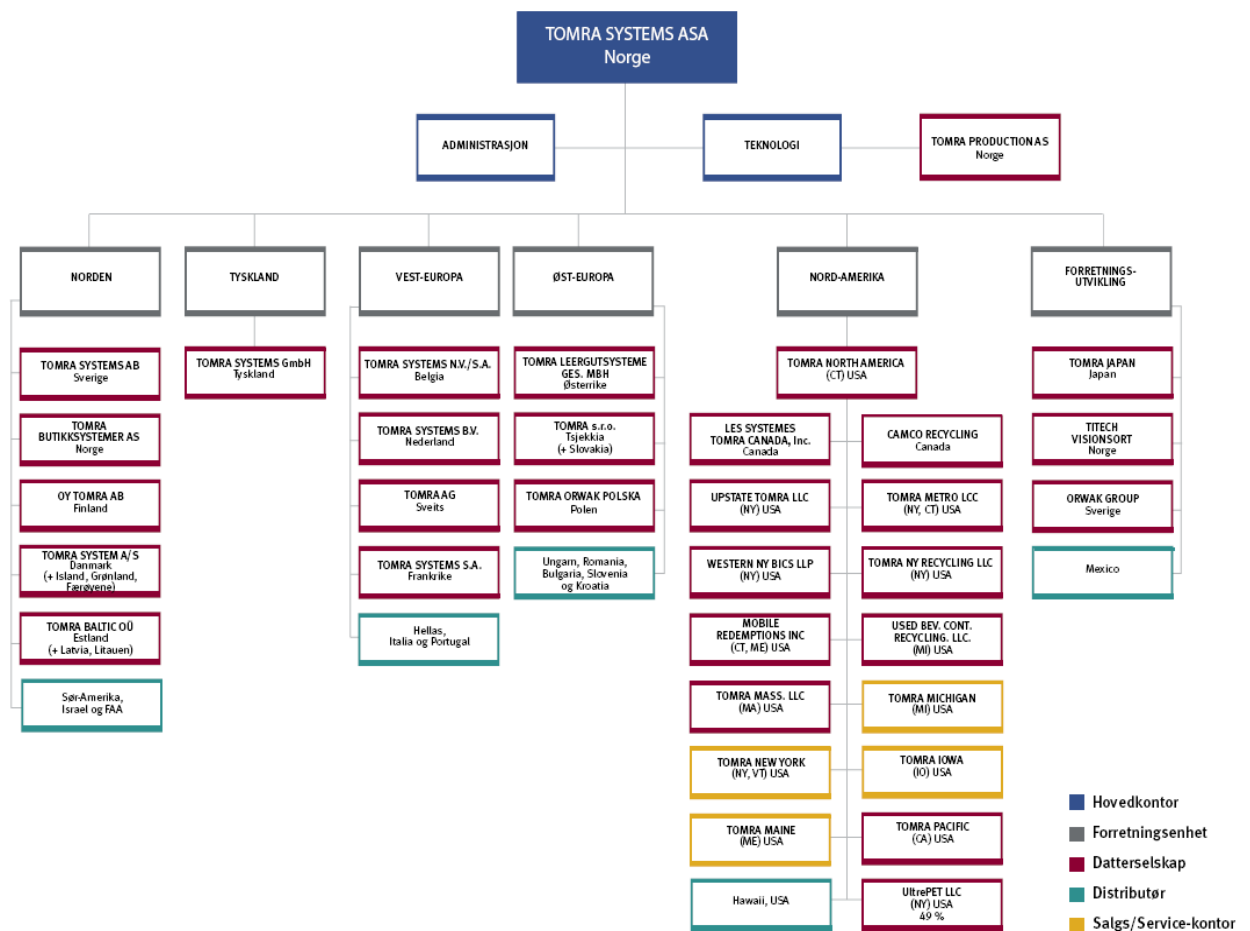 TOMRA SYSTEMS ASA
Norge
ADMINISTRASJON
TEKNOLOGI
TOMRA PRODUCTION AS
Norge
NORDEN
TYSKLAND
VEST-EUROPA
ØST-EUROPA
NORD-AMERIKA
FORRETNINGS-
UTVIKLING
TOMRA SYSTEMS AB
Sverige
TOMRA
BUTIKKSYSTEMER AS
Norge
OY TOMRA AB
Finland
TOMRA SYSTEM A/S
Danmark
(+ Island, Grønland,
Færøyene)
TOMRA BALTIC OÜ
Estland
(+ Latvia, Litauen)
Sør-Amerika,
Israel og FAA
TOMRA SYSTEMS GmbH
Tyskland
TOMRA SYSTEMS N.V./S.A.
Belgia
TOMRA SYSTEMS B.V.
Nederland
TOMRA AG
Sveits
TOMRA SYSTEMS S.A.
Frankrike
Hellas,
Italia og Portugal
TOMRA LEERGUTSYSTEME
GES. MBH
Østerrike
TOMRA s.r.o.
Tsjekkia
(+ Slovakia)
TOMRA ORWAK POLSKA
Polen
Ungarn, Romania,
Bulgaria, Slovenia
og Kroatia
TOMRA NORTH AMERICA
(CT) USA
LES SYSTEMES
TOMRA CANADA, Inc.
Canada
CAMCO RECYCLING
Canada
UPSTATE TOMRA LLC
(NY) USA
TOMRA METRO LCC
(NY, CT) USA
WESTERN NY BICS LLP
(NY) USA
TOMRA NY RECYCLING LLC
(NY) USA
MOBILE
REDEMPTIONS INC
(CT, ME) USA
USED BEV. CONT.
RECYCLING. LLC.
(MI) USA
TOMRA MASS. LLC
(MA) USA
TOMRA MICHIGAN
(MI) USA
TOMRA NEW YORK
(NY, VT) USA
TOMRA IOWA
(IO) USA
TOMRA MAINE
(ME) USA
TOMRA PACIFIC
(CA) USA
Hawaii, USA
UltrePET LLC
(NY) USA
49 %
TOMRA JAPAN
Japan
TITECH
VISIONSORT
Norge
ORWAK GROUP
Sverige
Mexico
Hovedkontor
Forretningsenhet
Datterselskap
Distributør
Salgs/Service-kontor